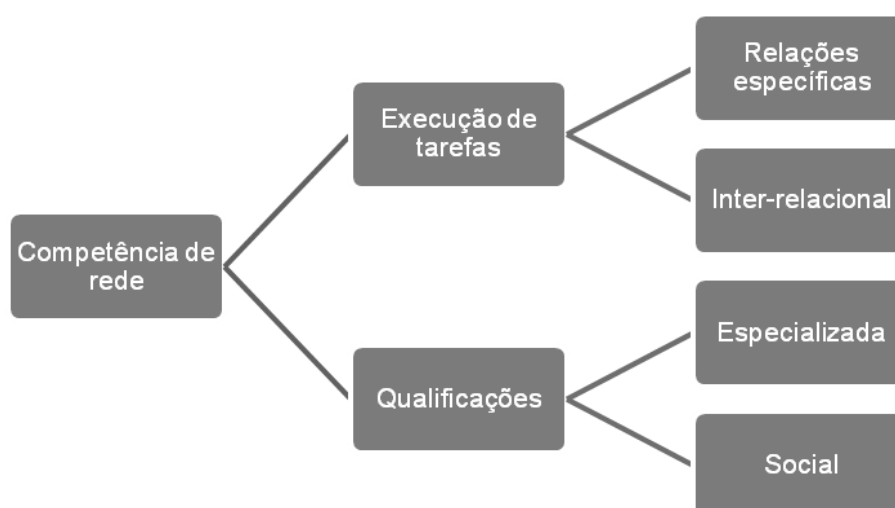 Competência de
rede
Execução de
tarefas
Relações
específicas
Inter-relacional
Qualificações
Especializada
Social